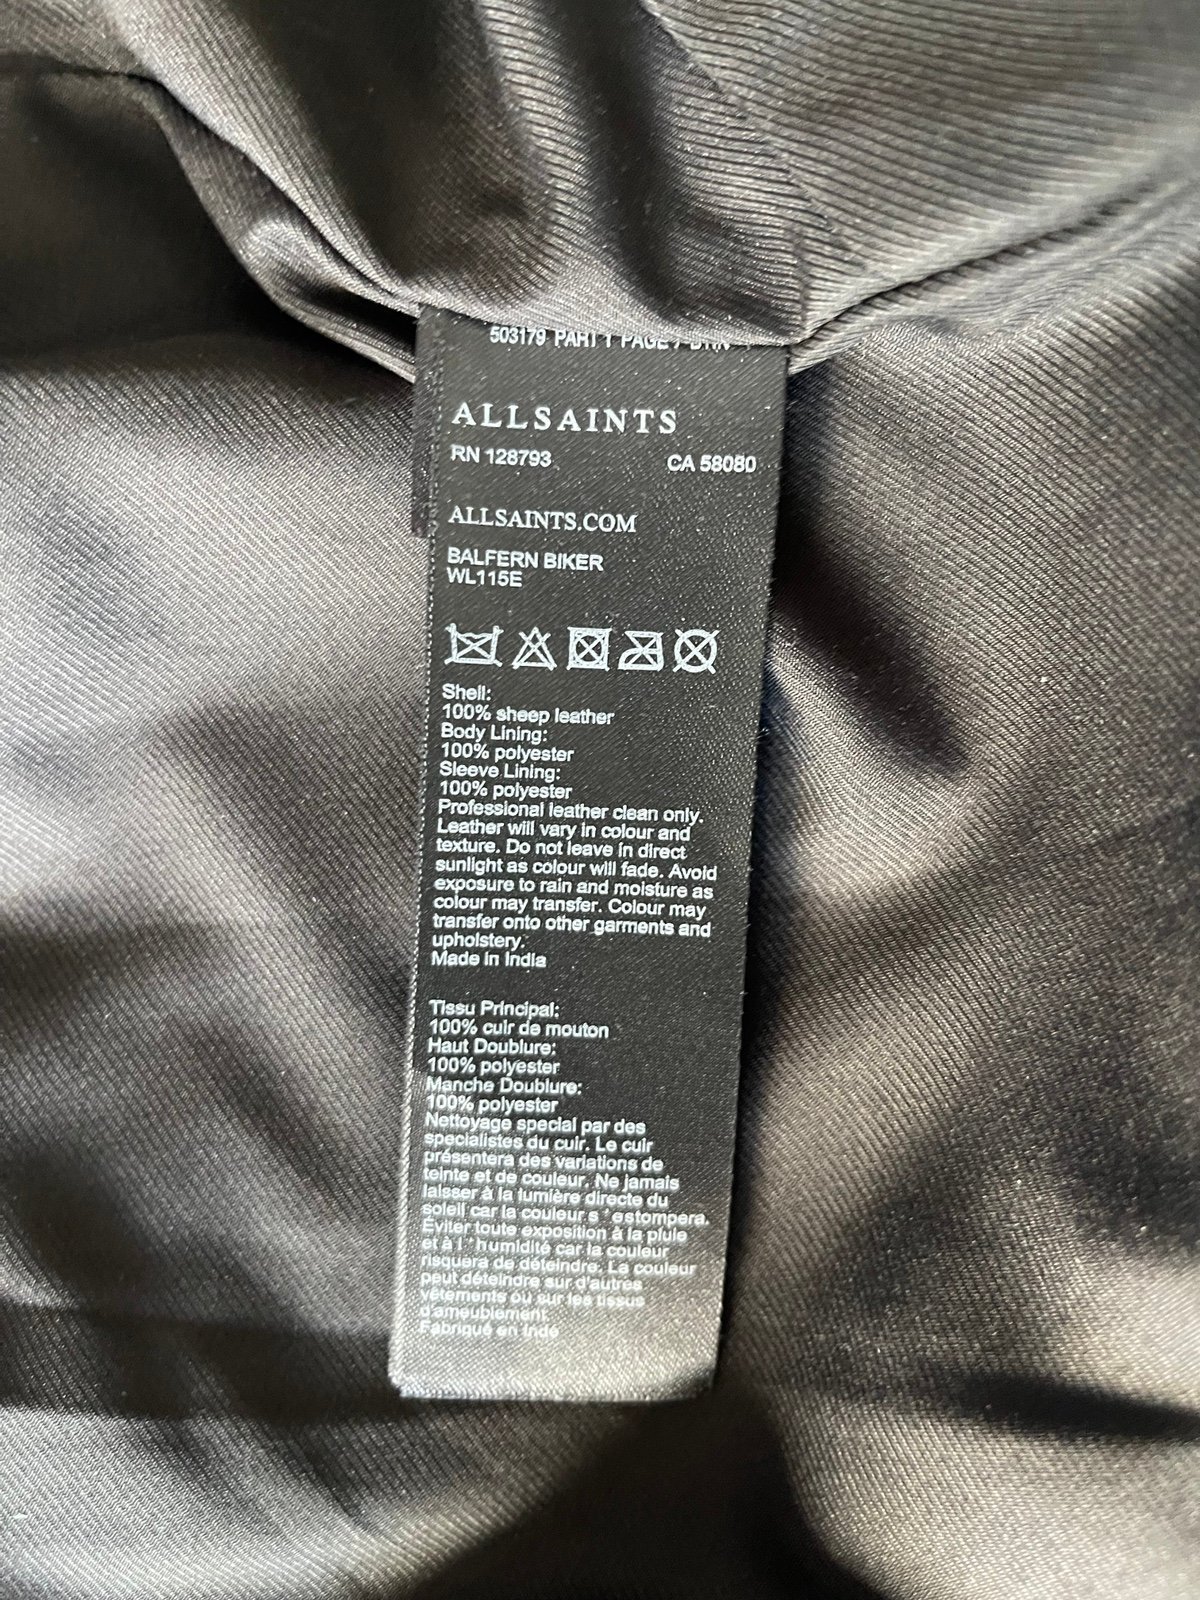 503179 PART 1 PAGE
ALLSAINTS
RN 128793 CA 58080
ALLSAINTS.COM
BALFERN BIKER
WL115E
Shell:
100% sheep leather
Body Lining:
100% polyester
Sleeve Lining:
100% polyester
Professional leather clean only.
Leather will vary in colour and
texture. Do not leave in direct
sunlight as colour will fade. Avoid
exposure to rain and moisture as
colour may transfer. Colour may
transfer onto other garments and
upholstery.
Made in India
Tissu Principal:
100% cuir de mouton
Haut Doublure:
100% polyester
Manche Doublure:
100% polyester
Nettoyage special par des
specialistes du cuir. Le cuir
présentera des variations de
teinte et de couleur. Ne jamais
laisser à la lumière directe du
soleil car la couleur s ' estompera.
Éviter toute exposition à la pluie
et à l ' humidité car la couleur
risquera de déteindre. La couleur
peut déteindre sur d'autres
vêtements ou sur les tissus
d'ameublement.
Fabriqué en Inde